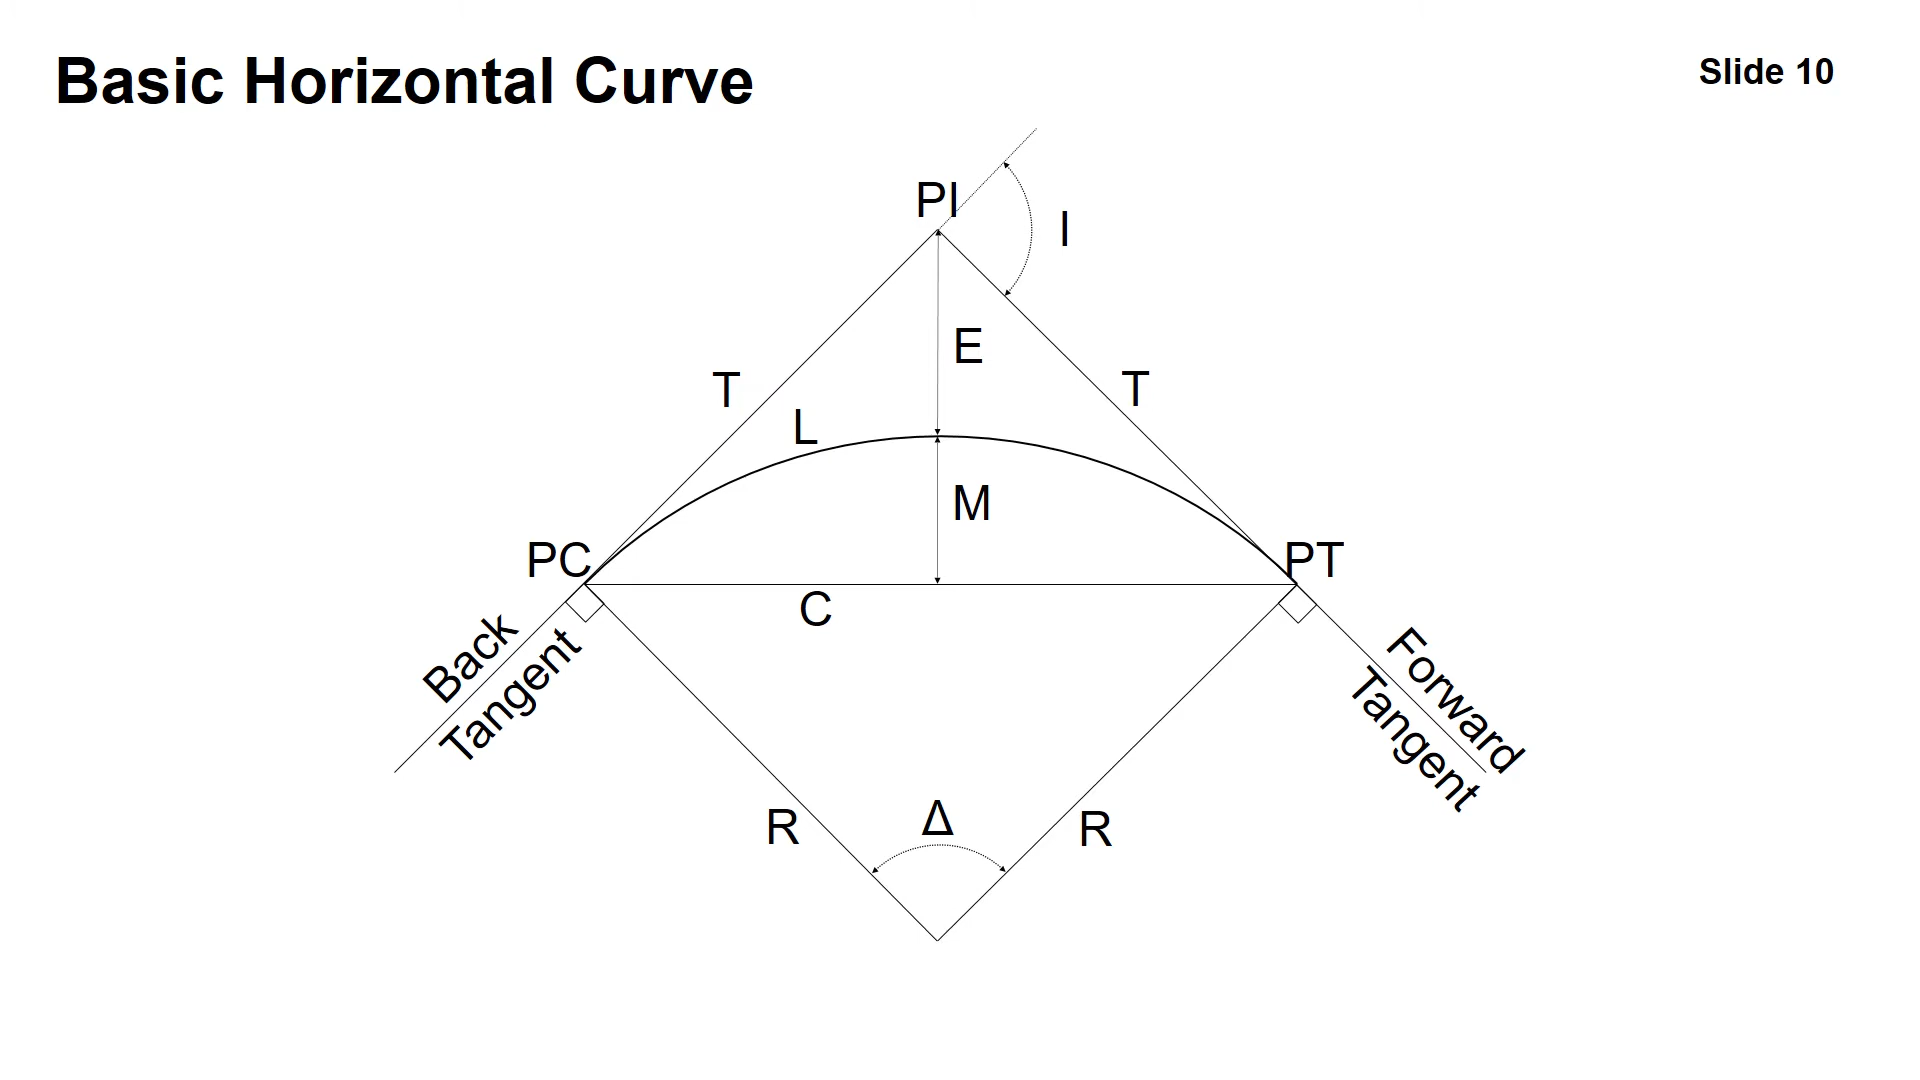 Basic Horizontal Curve
Slide 10
PI
I
E
T
T
L
M
PC
PT
C
Back
Tangent
Forward
Tangent
Δ
R
R